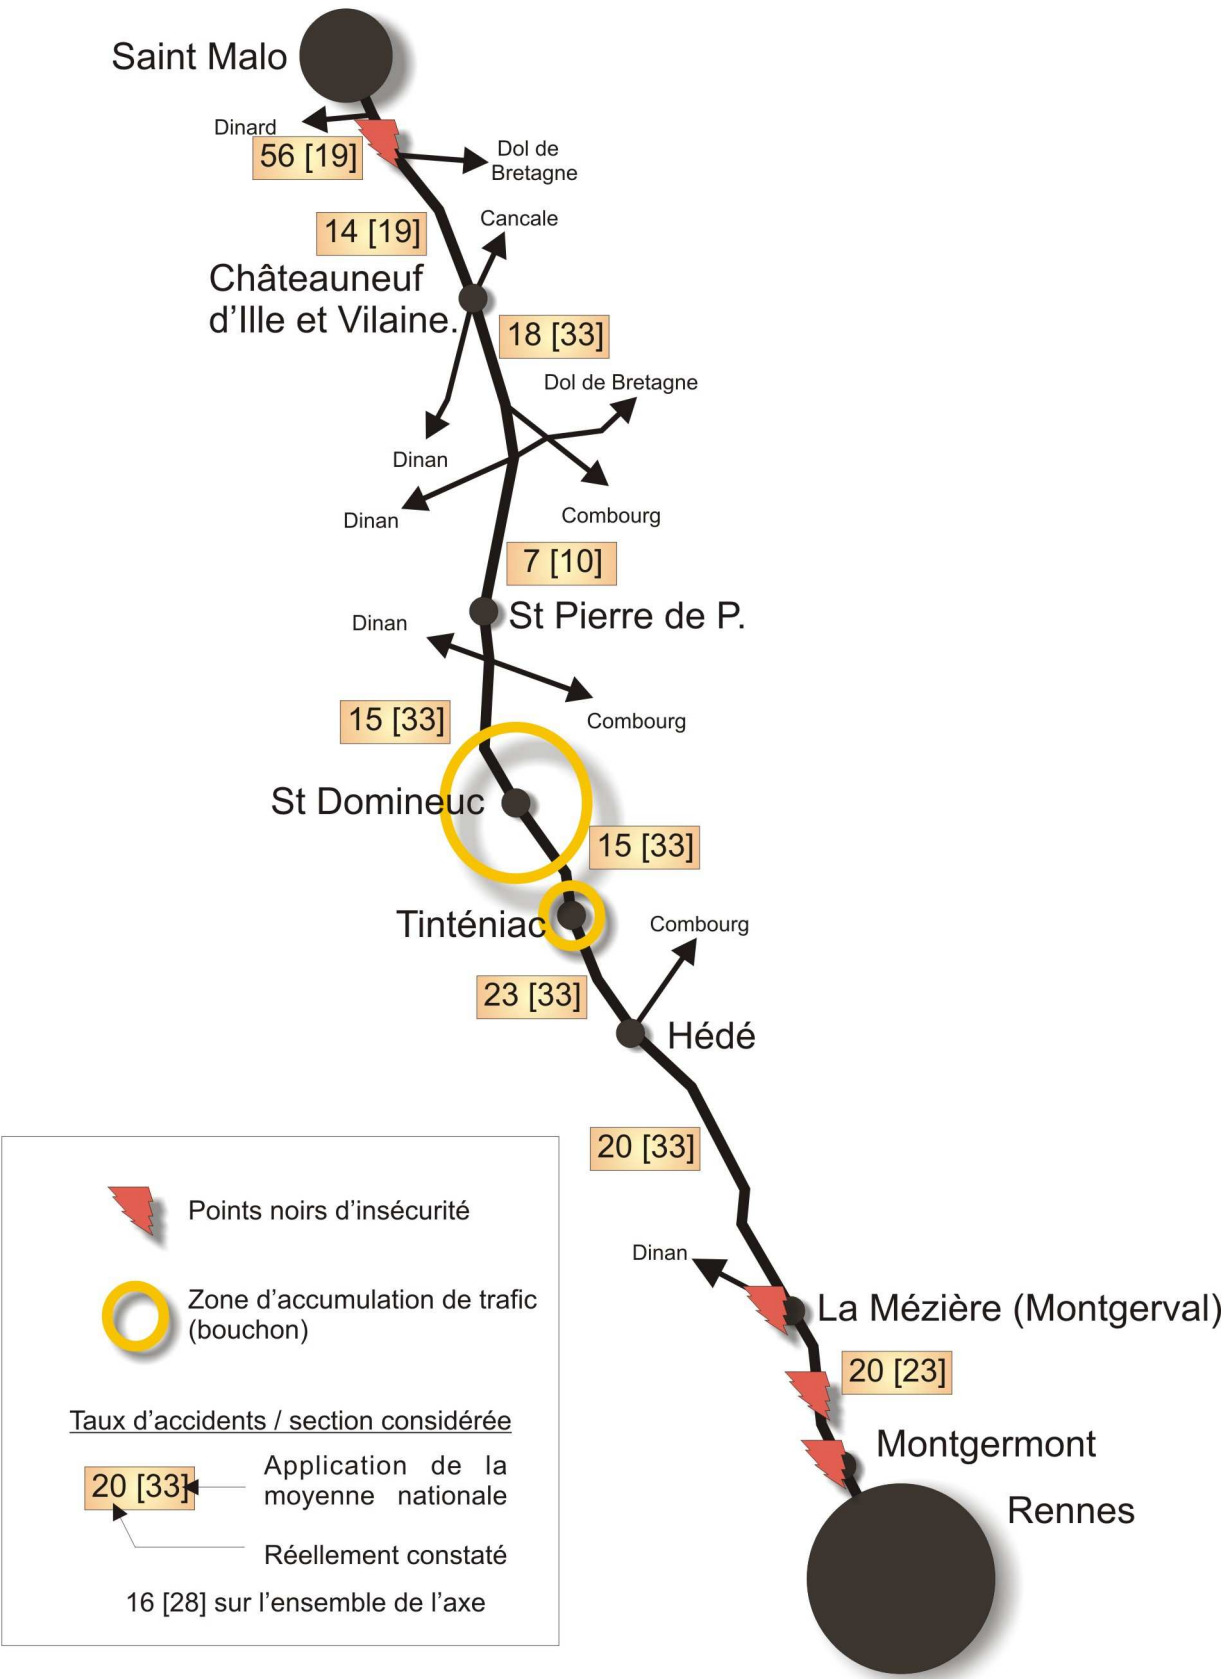 Saint Malo
Dinard
56 [19]
Dol de
Bretagne
14 [19]
Cancale
Châteauneuf
d’Ille et Vilaine.
18 [33]
Dol de Bretagne
Dinan
Dinan
Combourg
7 [10]
St Pierre de P.
Dinan
Combourg
15 [33]
St Domineuc
15 [33]
Tinténiac
Combourg
23 [33]
Hédé
20 [33]
Dinan
La Mézière (Montgerval)
20 [23]
Montgermont
Rennes
Points noirs d’insécurité
Zone d’accumulation de trafic
(bouchon)
Taux d’accidents / section considérée
20 [33]
Application de la
moyenne nationale
Réellement constaté
16 [28] sur l’ensemble de l’axe